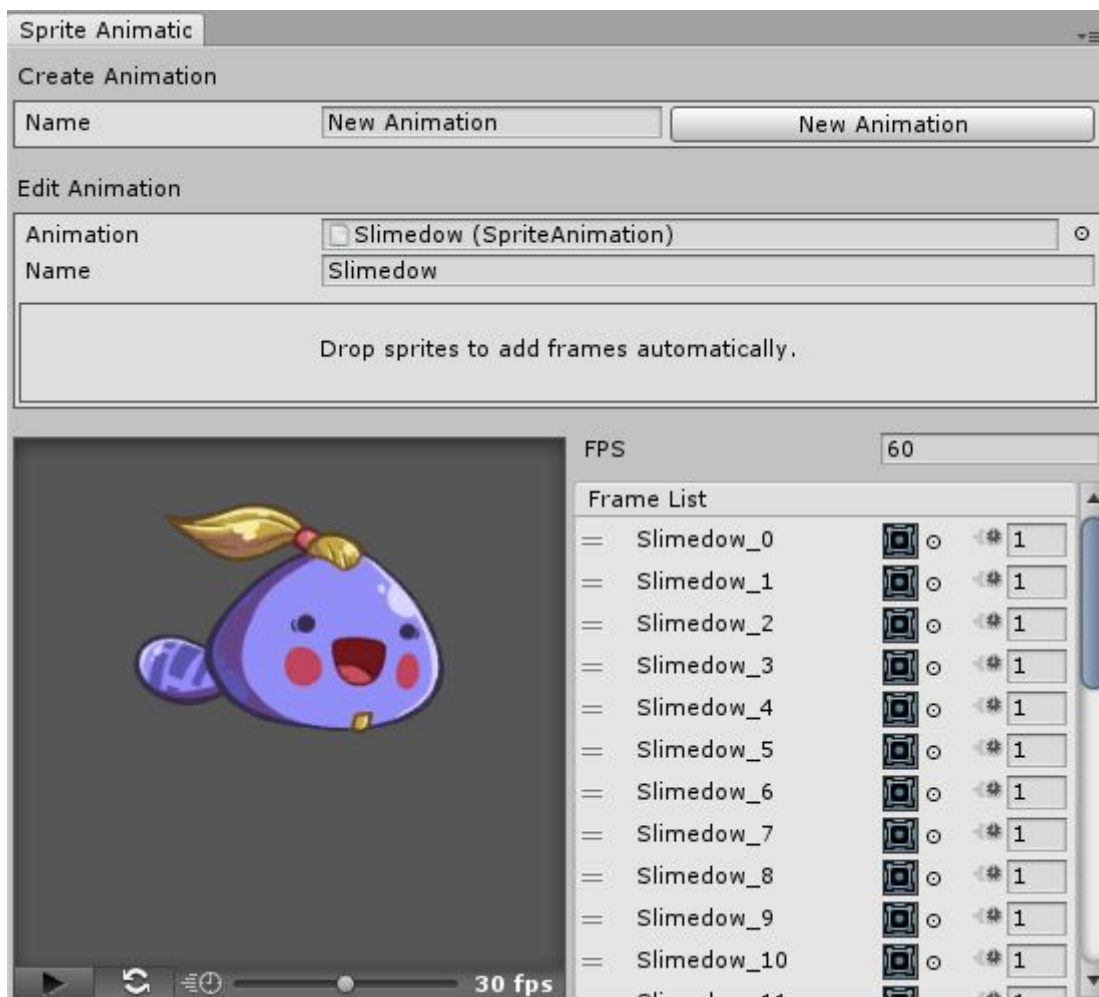 Sprite Animatic
Create Animation
Name New Animation New Animation
Edit Animation
Animation Slimedow (SpriteAnimation)
Name Slimedow
Drop sprites to add frames automatically.
FPS 60
Frame List
Slimedow_0 1
Slimedow_1 1
Slimedow_2 1
Slimedow_3 1
Slimedow_4 1
Slimedow_5 1
Slimedow_6 1
Slimedow_7 1
Slimedow_8 1
Slimedow_9 1
Slimedow_10 1
30 fps